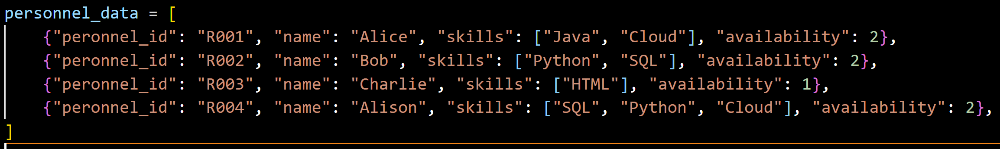 personnel_data = [
    {"peronnel_id": "R001", "name": "Alice", "skills": ["Java", "Cloud"], "availability": 2},
    {"peronnel_id": "R002", "name": "Bob", "skills": ["Python", "SQL"], "availability": 2},
    {"peronnel_id": "R003", "name": "Charlie", "skills": ["HTML"], "availability": 1},
    {"peronnel_id": "R004", "name": "Alison", "skills": ["SQL", "Python", "Cloud"], "availability": 2},
]